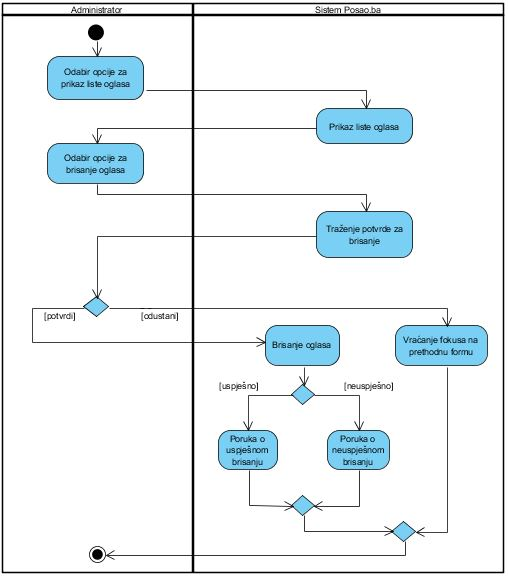 Administrator
Sistem Posao.ba
Odabir opcije za
prikaz liste oglasa
Prikaz liste oglasa
Odabir opcije za
brisanje oglasa
Traženje potvrde za
brisanje
[potvrdi]
[odustani]
Brisanje oglasa
Vraćanje fokusa na
prethodnu formu
[uspješno]
[neuspješno]
Poruka o
uspješnom
brisanju
Poruka o
neuspješnom
brisanju